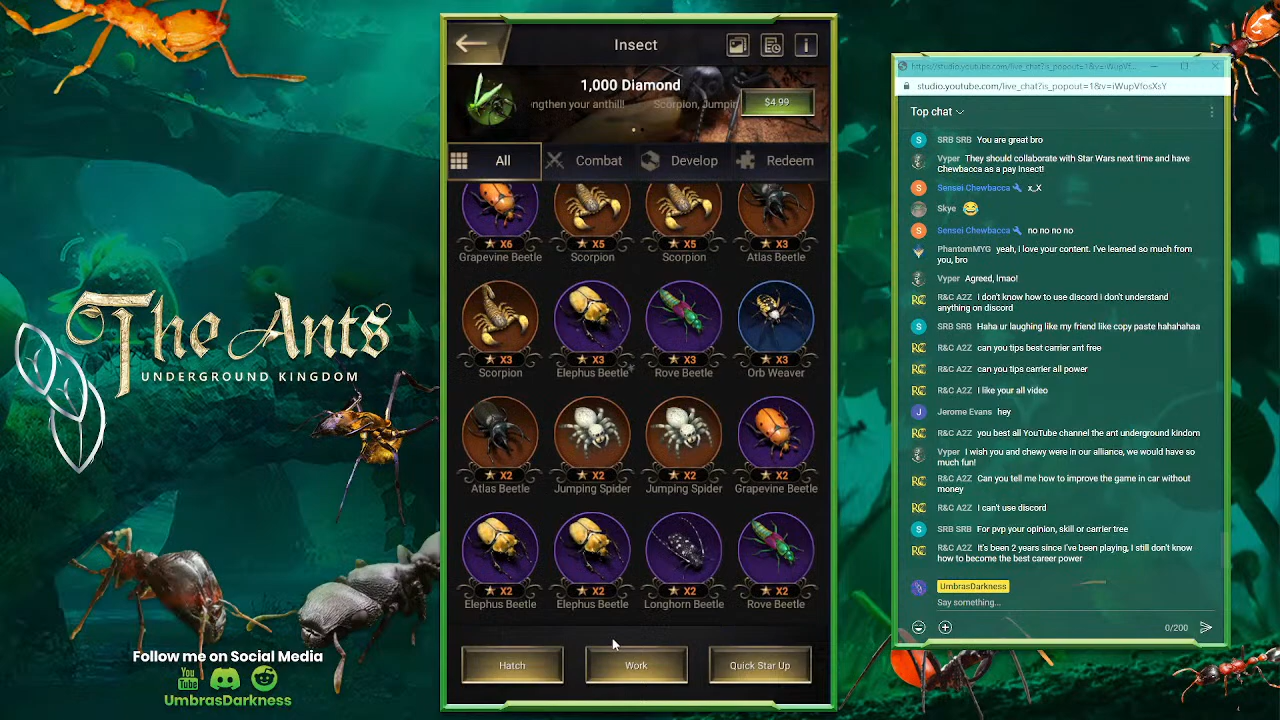 The Ants
UNDERGROUND KINGDOM
Follow me on Social Media
You
Tube
UmbrasDarkness
Insect
1,000 Diamond
ngthen your anthill! Scorpion, Jumpin
$4.99
All Combat Develop Redeem
X6 X5 X5 X3
Grapevine Beetle Scorpion Scorpion Atlas Beetle
X3 X3 X3 X3
Scorpion Elephus Beetle Rove Beetle Orb Weaver
X2 X2 X2 X2
Atlas Beetle Jumping Spider Jumping Spider Grapevine Beetle
X2 X2 X2 X2
Elephus Beetle Elephus Beetle Longhorn Beetle Rove Beetle
Hatch Work Quick Star Up
https://studio.youtube.com/live_chat?is_popout=1&v=iWupVf...
studio.youtube.com/live_chat?is_popout=1&v=iWupVfosXsY
Top chat
S SRB SRB You are great bro
Vyper They should collaborate with Star Wars next time and have
Chewbacca as a pay Insect!
S Sensei Chewbacca x_X
Skye 😂
S Sensei Chewbacca no no no no
PhantomMYG yeah, I love your content. I've learned so much from
you, bro
Vyper Agreed, lmao!
R&C A2Z I don't know how to use discord I don't understand
anything on discord
S SRB SRB Haha ur laughing like my friend like copy paste hahahahaa
R&C A2Z can you tips best carrier ant free
R&C A2Z can you tips carrier all power
R&C A2Z I like your all video
J Jerome Evans hey
R&C A2Z you best all YouTube channel the ant underground kindom
Vyper I wish you and chewy were in our alliance, we would have so
much fun!
R&C A2Z Can you tell me how to improve the game in car without
money
R&C A2Z I can't use discord
S SRB SRB For pvp your opinion, skill or carrier tree
R&C A2Z It's been 2 years since I've been playing, I still don't know
how to become the best career power
UmbrasDarkness
Say something...
0/200